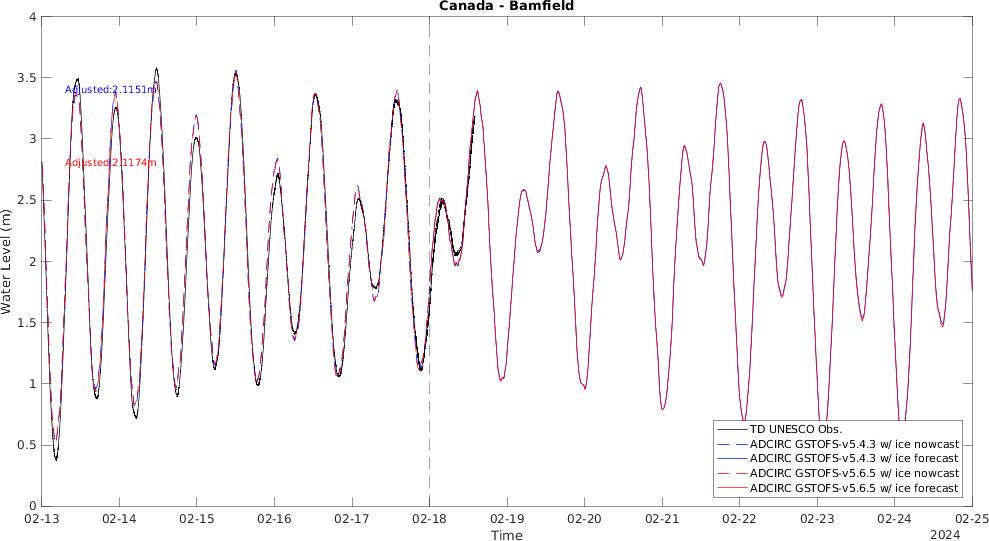 Canada - Bamfield
4
3.5
3
2.5
2
1.5
1
0.5
0
Water Level (m)
Adjusted:2.1151m
Adjusted:2.1174m
TD UNESCO Obs.
ADCIRC GSTOFS-v5.4.3 w/ ice nowcast
ADCIRC GSTOFS-v5.4.3 w/ ice forecast
ADCIRC GSTOFS-v5.6.5 w/ ice nowcast
ADCIRC GSTOFS-v5.6.5 w/ ice forecast
02-13 02-14 02-15 02-16 02-17 02-18 02-19 02-20 02-21 02-22 02-23 02-24 02-25
Time
2024